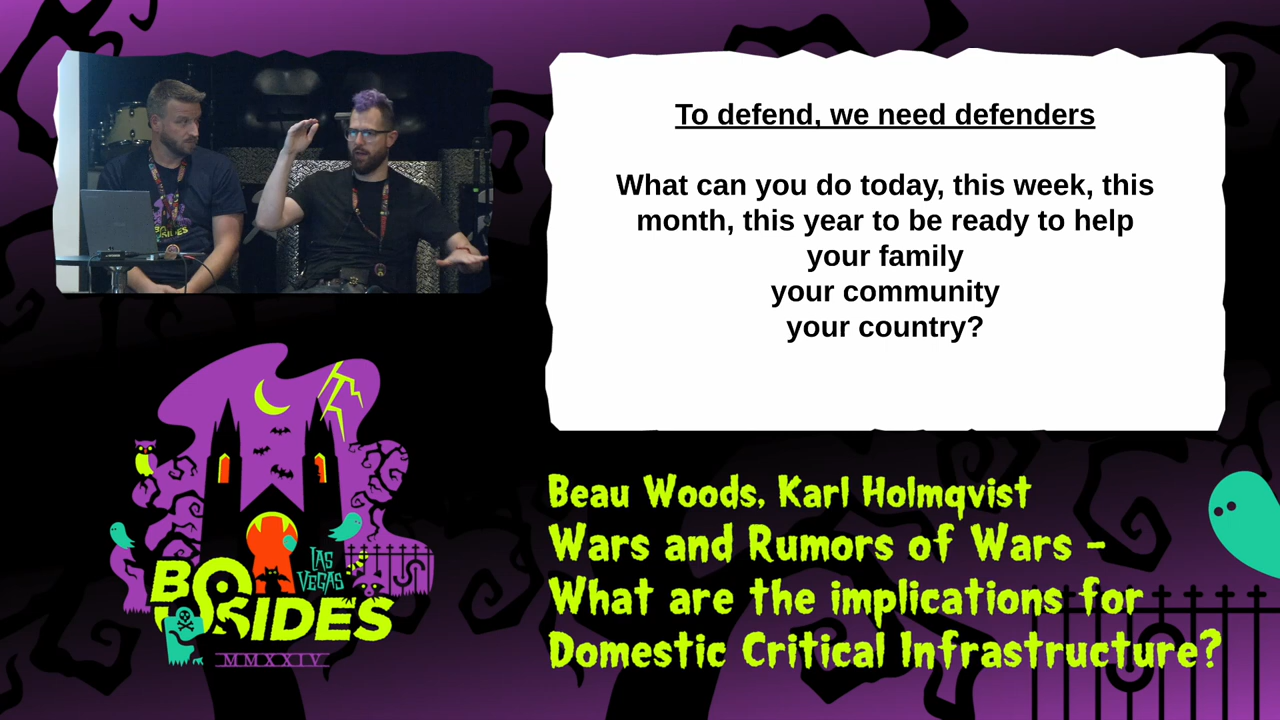 To defend, we need defenders
What can you do today, this week, this
month, this year to be ready to help
your family
your community
your country?
Beau Woods, Karl Holmqvist
Wars and Rumors of Wars -
What are the implications for
Domestic Critical Infrastructure?
LAS
VEGAS
BSIDES
MMXXIV